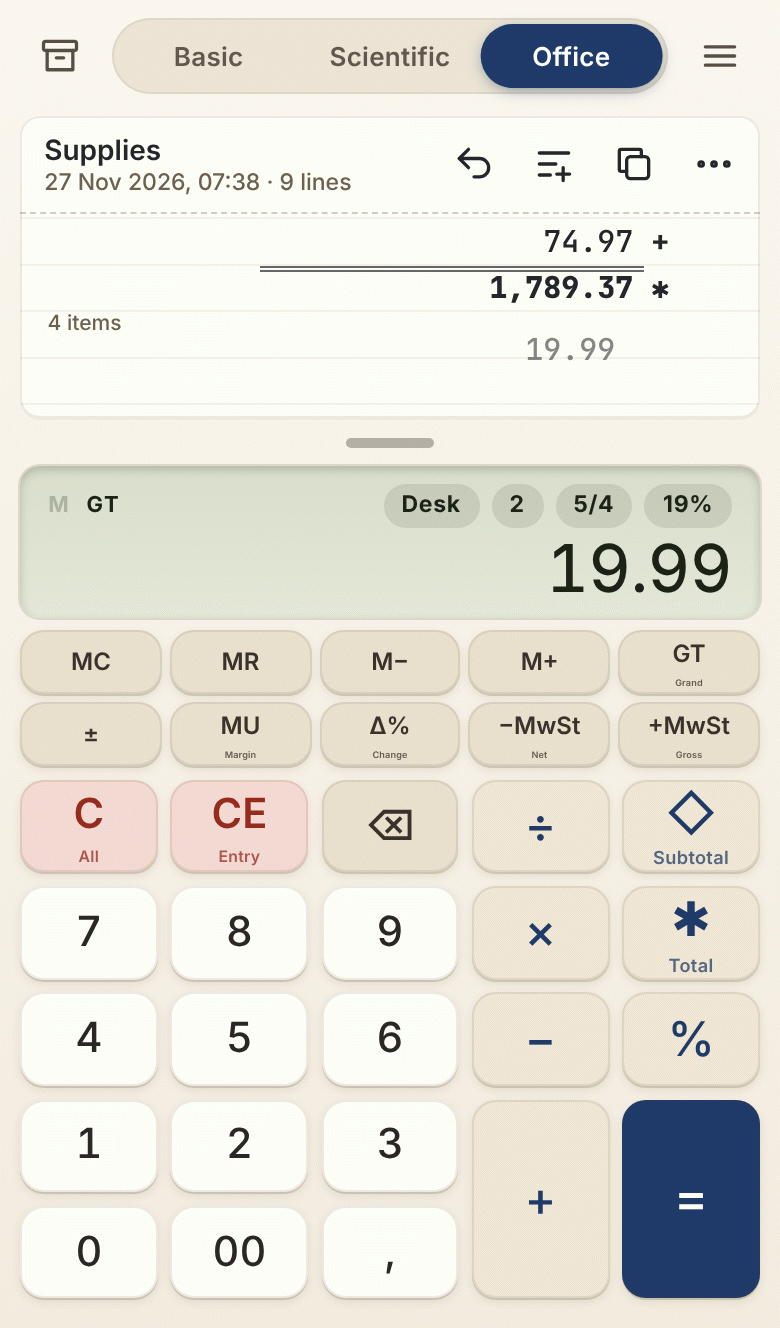 Basic Scientific Office
Supplies
27 Nov 2026, 07:38 · 9 lines
74.97 +
1,789.37 ∗
4 items
19.99
M GT Desk 2 5/4 19%
19.99
MC MR M− M+ GT
Grand
± MU Δ% −MwSt +MwSt
Margin Change Net Gross
C CE ÷ ◇
All Entry Subtotal
7 8 9 × ∗
Total
4 5 6 − %
1 2 3 + =
0 00 ,